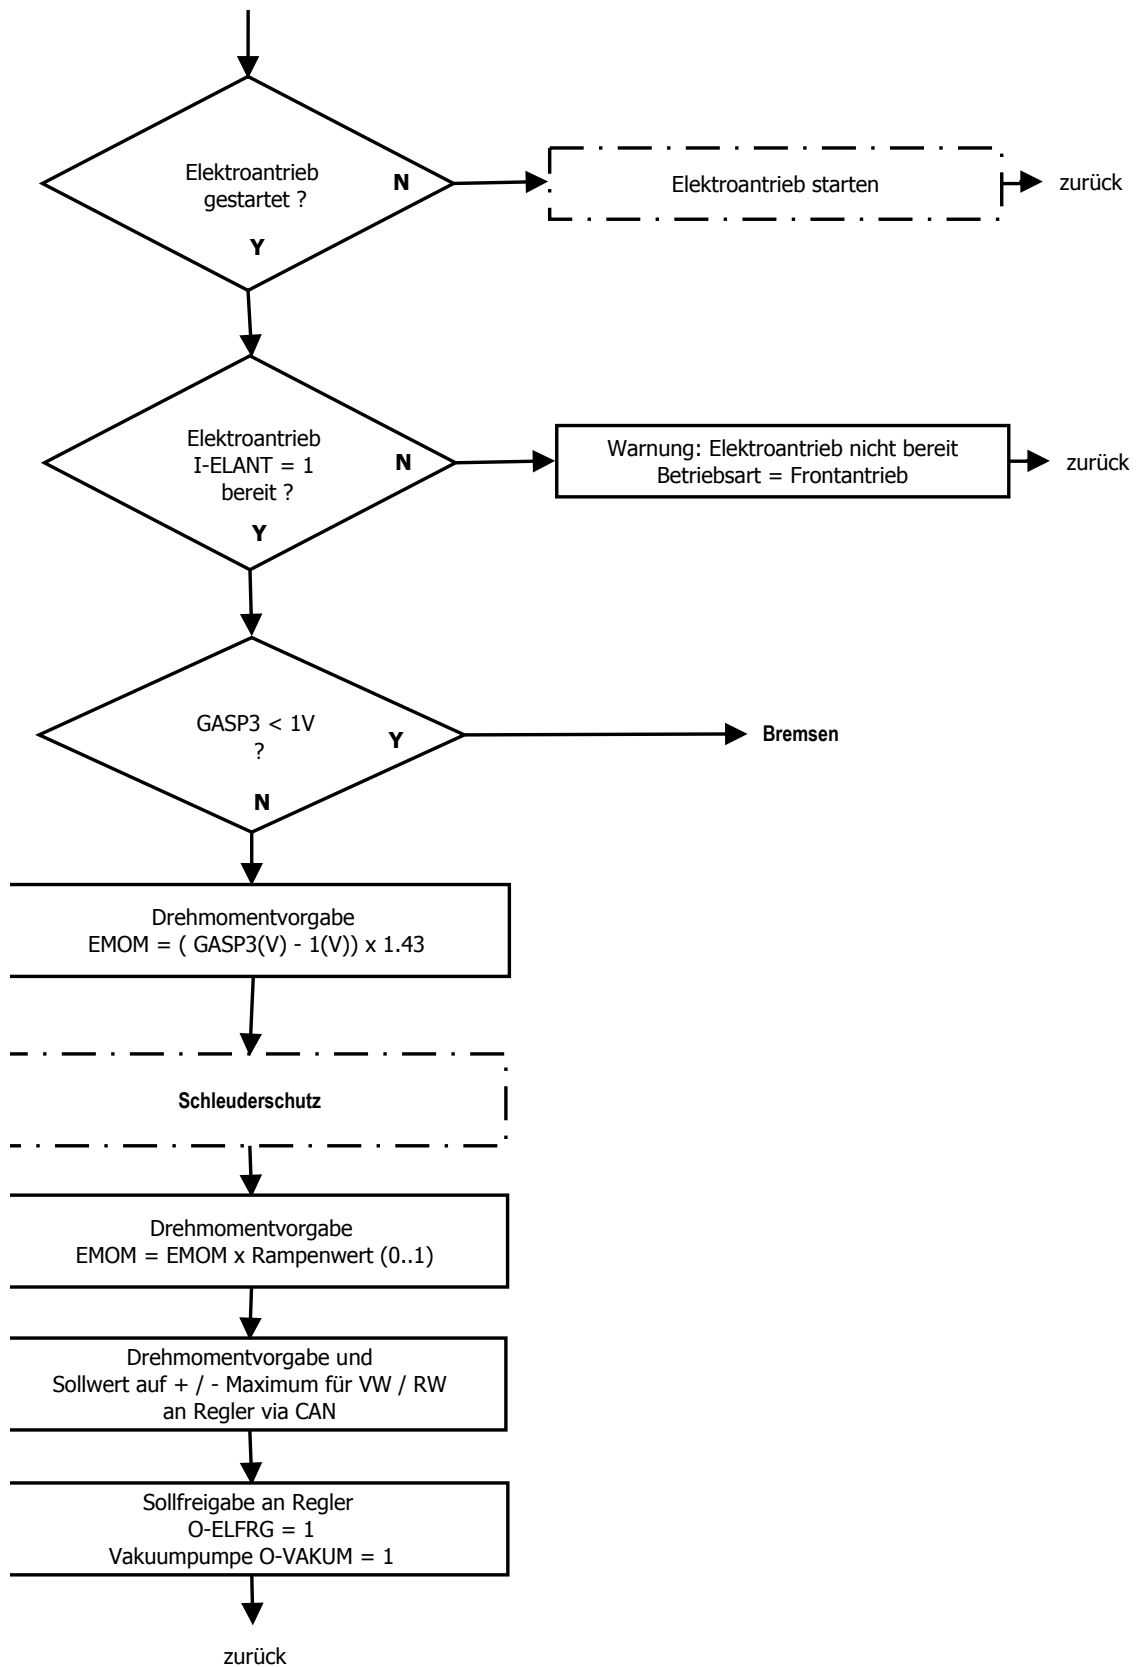 Elektroantrieb
gestartet ?
N
Y
Elektroantrieb starten
zurück
Elektroantrieb
I-ELANT = 1
bereit ?
N
Y
Warnung: Elektroantrieb nicht bereit
Betriebsart = Frontantrieb
zurück
GASP3 < 1V
?
Y
N
Bremsen
Drehmomentvorgabe
EMOM = ( GASP3(V) - 1(V)) x 1.43
Schleuderschutz
Drehmomentvorgabe
EMOM = EMOM x Rampenwert (0..1)
Drehmomentvorgabe und
Sollwert auf + / - Maximum für VW / RW
an Regler via CAN
Sollfreigabe an Regler
O-ELFRG = 1
Vakuumpumpe O-VAKUM = 1
zurück